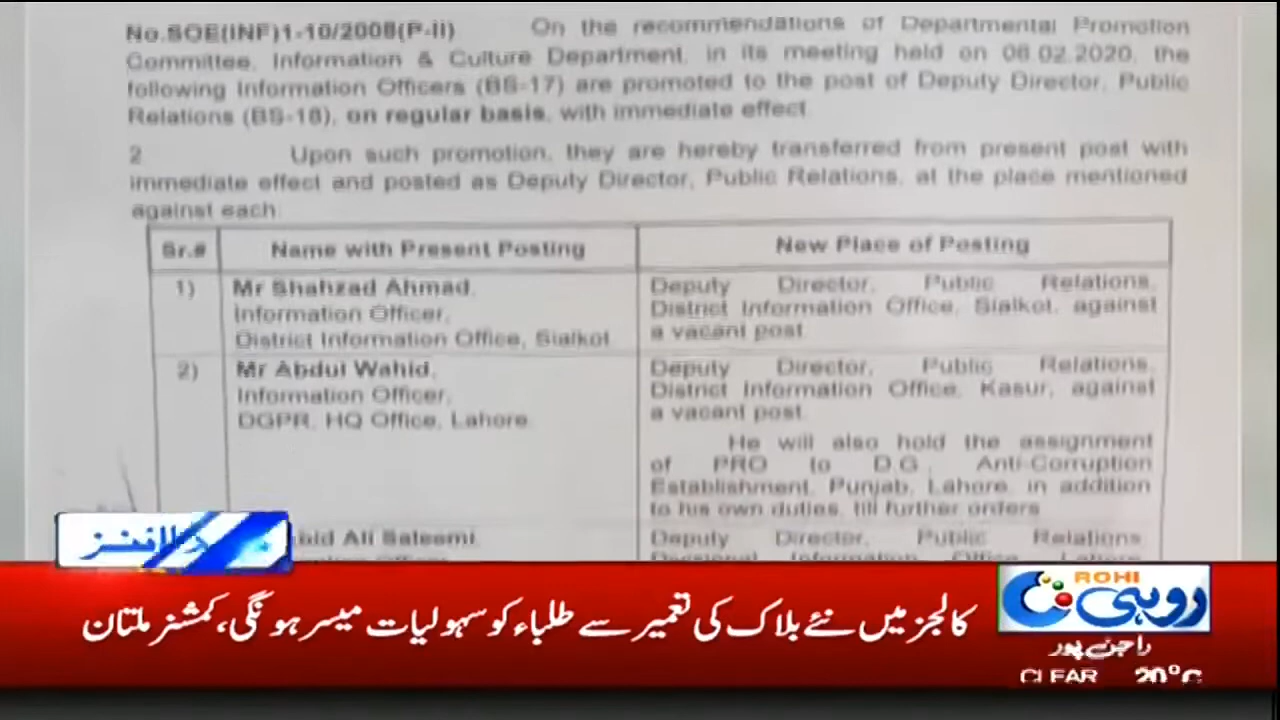 No.SOE(INF)1-10/2008(P-II) On the recommendations of Departmental Promotion
Committee, Information & Culture Department, in its meeting held on 06.02.2020, the
following Information Officers (BS-17) are promoted to the post of Deputy Director, Public
Relations (BS-18), on regular basis, with immediate effect.
2 Upon such promotion, they are hereby transferred from present post with
immediate effect and posted as Deputy Director, Public Relations, at the place mentioned
against each:
Sr.# Name with Present Posting New Place of Posting
1) Mr Shahzad Ahmad,
Information Officer,
District Information Office, Sialkot.
Deputy Director, Public Relations,
District Information Office, Sialkot, against
a vacant post.
2) Mr Abdul Wahid,
Information Officer,
DGPR, HQ Office, Lahore.
Deputy Director, Public Relations,
District Information Office, Kasur, against
a vacant post.
He will also hold the assignment
of PRO to D.G., Anti-Corruption
Establishment, Punjab, Lahore, in addition
to his own duties, till further orders.
Ali Saleemi,
Deputy Director, Public Relations
Information Office, Lahore
ہیڈ لائنز
کالجز میں نئے بلاک کی تعمیر سے طلباء کو سہولیات میسر ہونگی، کمشنر ملتان
ROHI
روہی
راجن پور
CLEAR 20°C